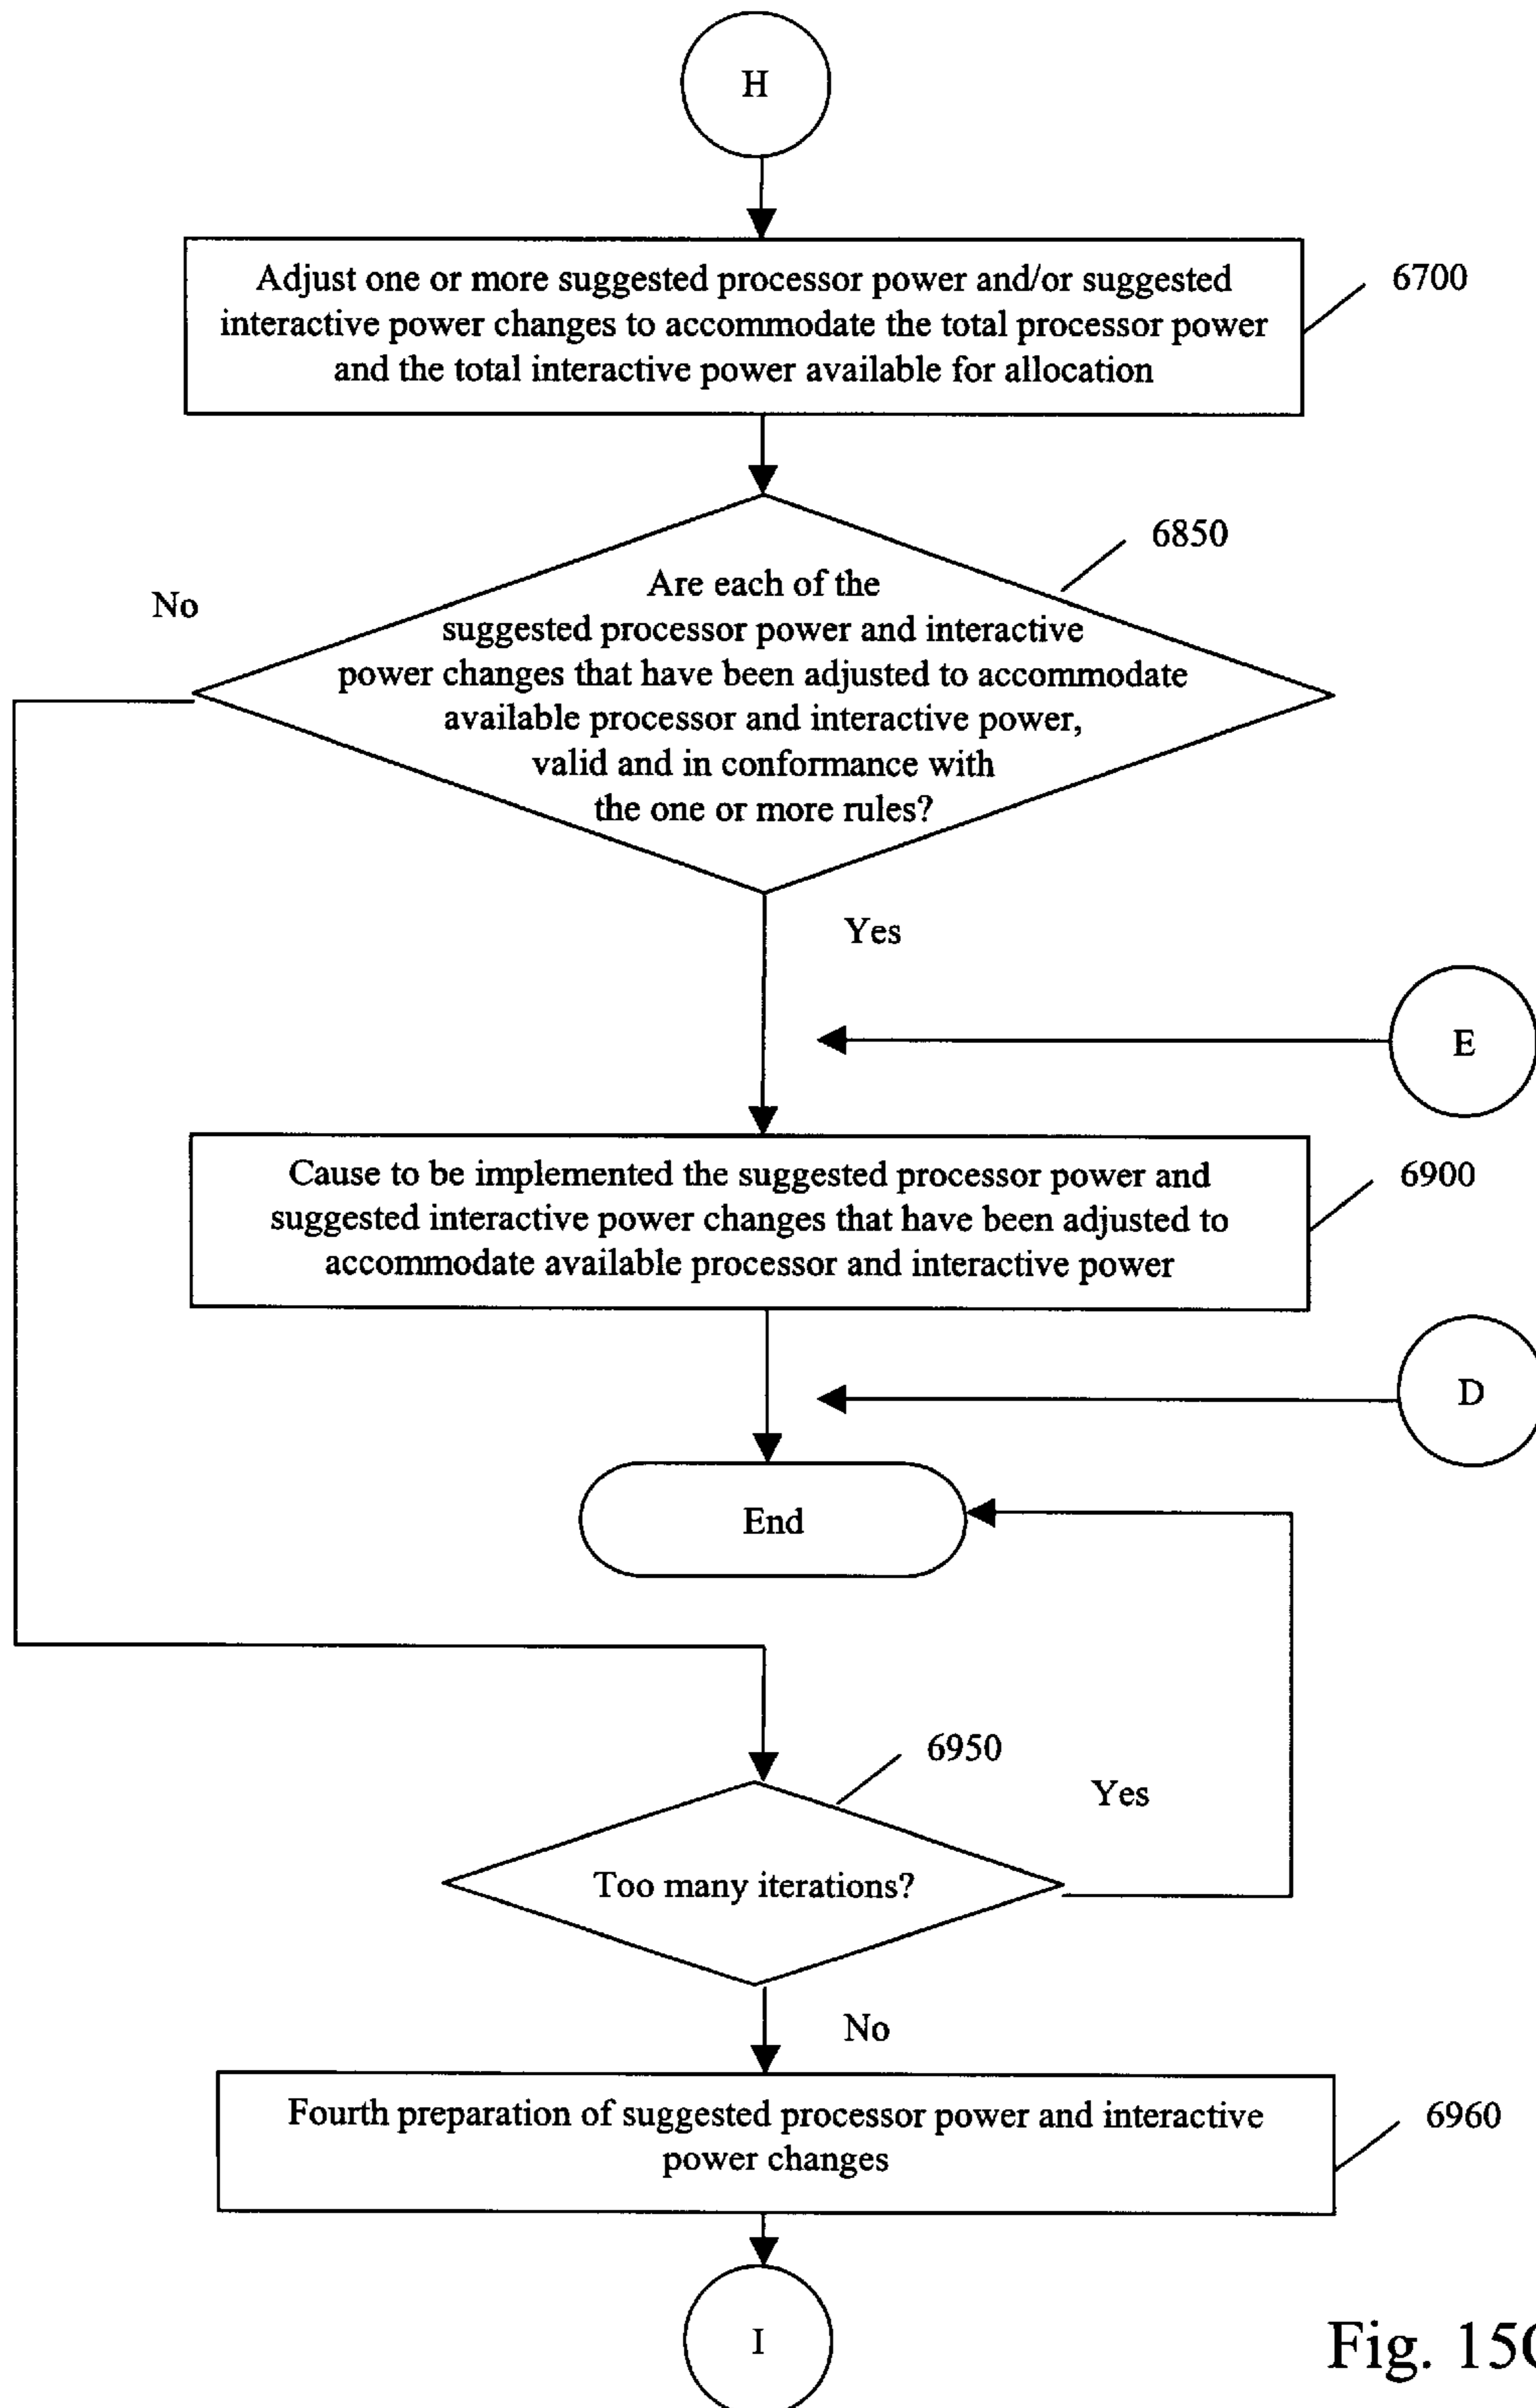 H
Adjust one or more suggested processor power and/or suggested
interactive power changes to accommodate the total processor power
and the total interactive power available for allocation
6700
6850
No
Are each of the
suggested processor power and interactive
power changes that have been adjusted to accommodate
available processor and interactive power,
valid and in conformance with
the one or more rules?
Yes
E
Cause to be implemented the suggested processor power and
suggested interactive power changes that have been adjusted to
accommodate available processor and interactive power
6900
D
End
6950
Yes
Too many iterations?
No
Fourth preparation of suggested processor power and interactive
power changes
6960
I
Fig.